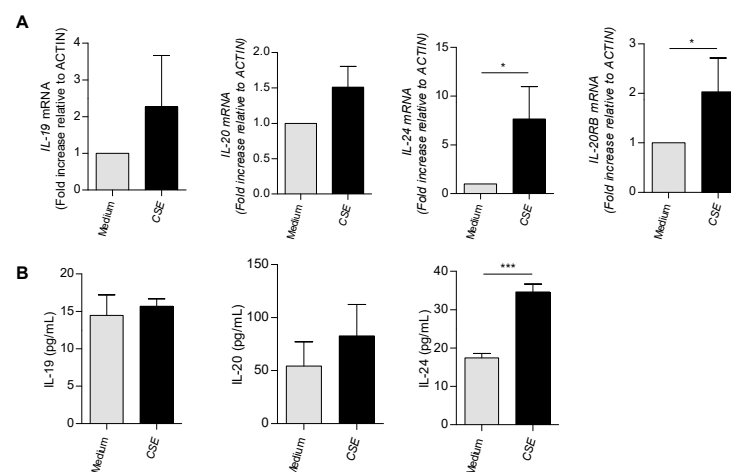 A
IL-19 mRNA
(Fold increase relative to ACTIN)
4
3
2
1
0
Medium
CSE
IL-20 mRNA
(Fold increase relative to ACTIN)
2.0
1.5
1.0
0.5
0.0
Medium
CSE
IL-24 mRNA
(Fold increase relative to ACTIN)
15
10
5
0
*
Medium
CSE
IL-20RB mRNA
(Fold increase relative to ACTIN)
3
2
1
0
*
Medium
CSE
B
IL-19 (pg/mL)
20
15
10
5
0
Medium
CSE
IL-20 (pg/mL)
150
100
50
0
Medium
CSE
IL-24 (pg/mL)
40
30
20
10
0
***
Medium
CSE